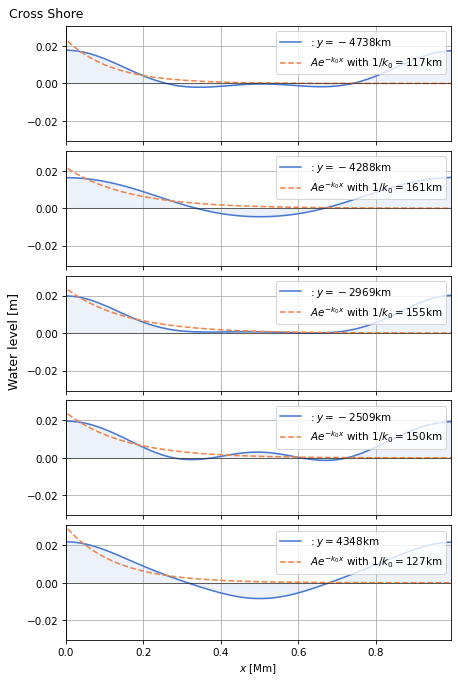 Cross Shore
Water level [m]
0.02
0.00
−0.02
: y = −4738km
Ae^{−k₀x} with 1/k₀ = 117km
0.02
0.00
−0.02
: y = −4288km
Ae^{−k₀x} with 1/k₀ = 161km
0.02
0.00
−0.02
: y = −2969km
Ae^{−k₀x} with 1/k₀ = 155km
0.02
0.00
−0.02
: y = −2509km
Ae^{−k₀x} with 1/k₀ = 150km
0.02
0.00
−0.02
: y = 4348km
Ae^{−k₀x} with 1/k₀ = 127km
0.0 0.2 0.4 0.6 0.8
x [Mm]